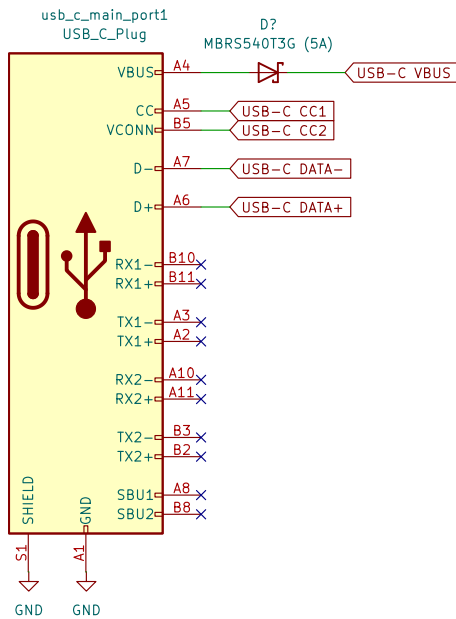 usb_c_main_port1
USB_C_Plug
D?
MBRS540T3G (5A)
VBUS A4 USB-C VBUS
CC A5 USB-C CC1
VCONN B5 USB-C CC2
D- A7 USB-C DATA-
D+ A6 USB-C DATA+
RX1- B10
RX1+ B11
TX1- A3
TX1+ A2
RX2- A10
RX2+ A11
TX2- B3
TX2+ B2
SBU1 A8
SBU2 B8
SHIELD GND
S1 A1
GND GND